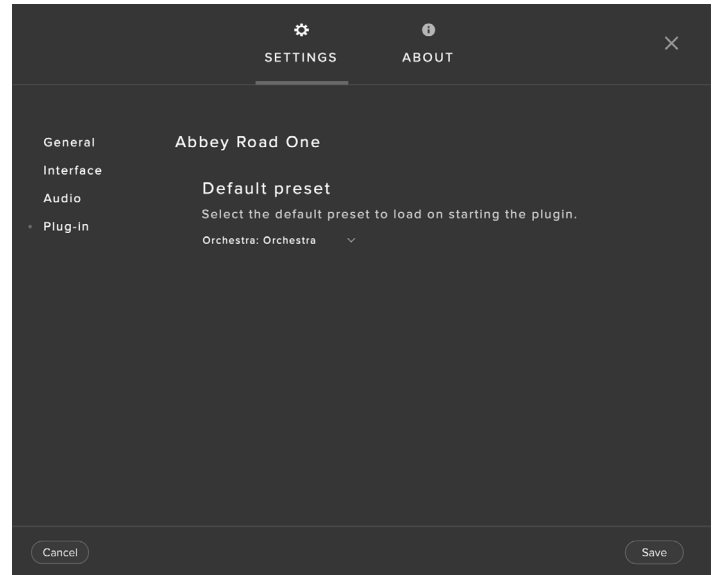 SETTINGS
ABOUT
General
Interface
Audio
Plug-in
Abbey Road One
Default preset
Select the default preset to load on starting the plugin.
Orchestra: Orchestra
Cancel
Save